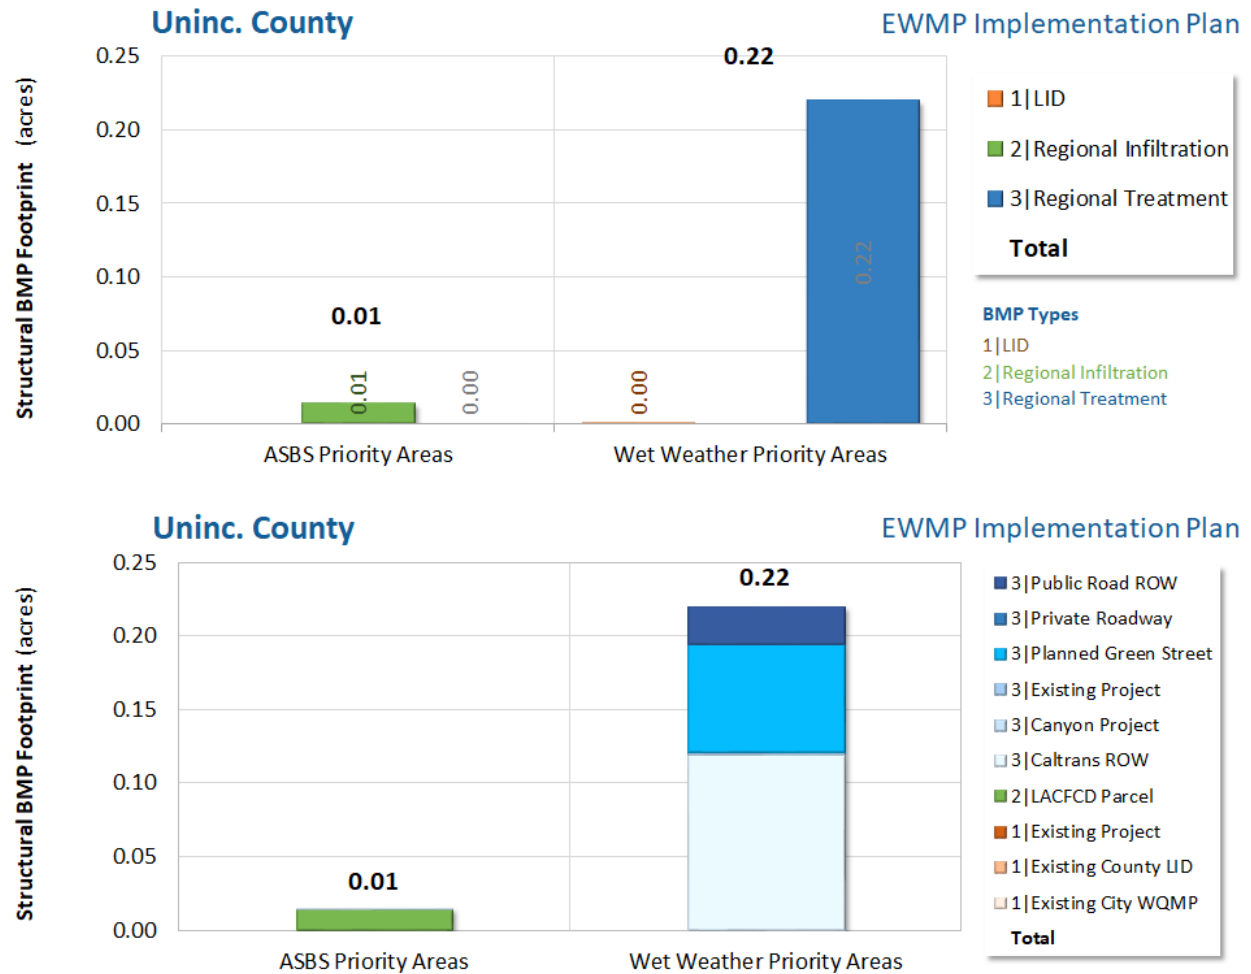 Uninc. County
EWMP Implementation Plan
Structural BMP Footprint (acres)
0.25
0.20
0.15
0.10
0.05
0.00
0.01
0.22
0.01
0.00
0.00
0.22
ASBS Priority Areas
Wet Weather Priority Areas
1|LID
2|Regional Infiltration
3|Regional Treatment
Total
BMP Types
1|LID
2|Regional Infiltration
3|Regional Treatment
Uninc. County
EWMP Implementation Plan
Structural BMP Footprint (acres)
0.25
0.20
0.15
0.10
0.05
0.00
0.01
0.22
ASBS Priority Areas
Wet Weather Priority Areas
3|Public Road ROW
3|Private Roadway
3|Planned Green Street
3|Existing Project
3|Canyon Project
3|Caltrans ROW
2|LACFCD Parcel
1|Existing Project
1|Existing County LID
1|Existing City WQMP
Total